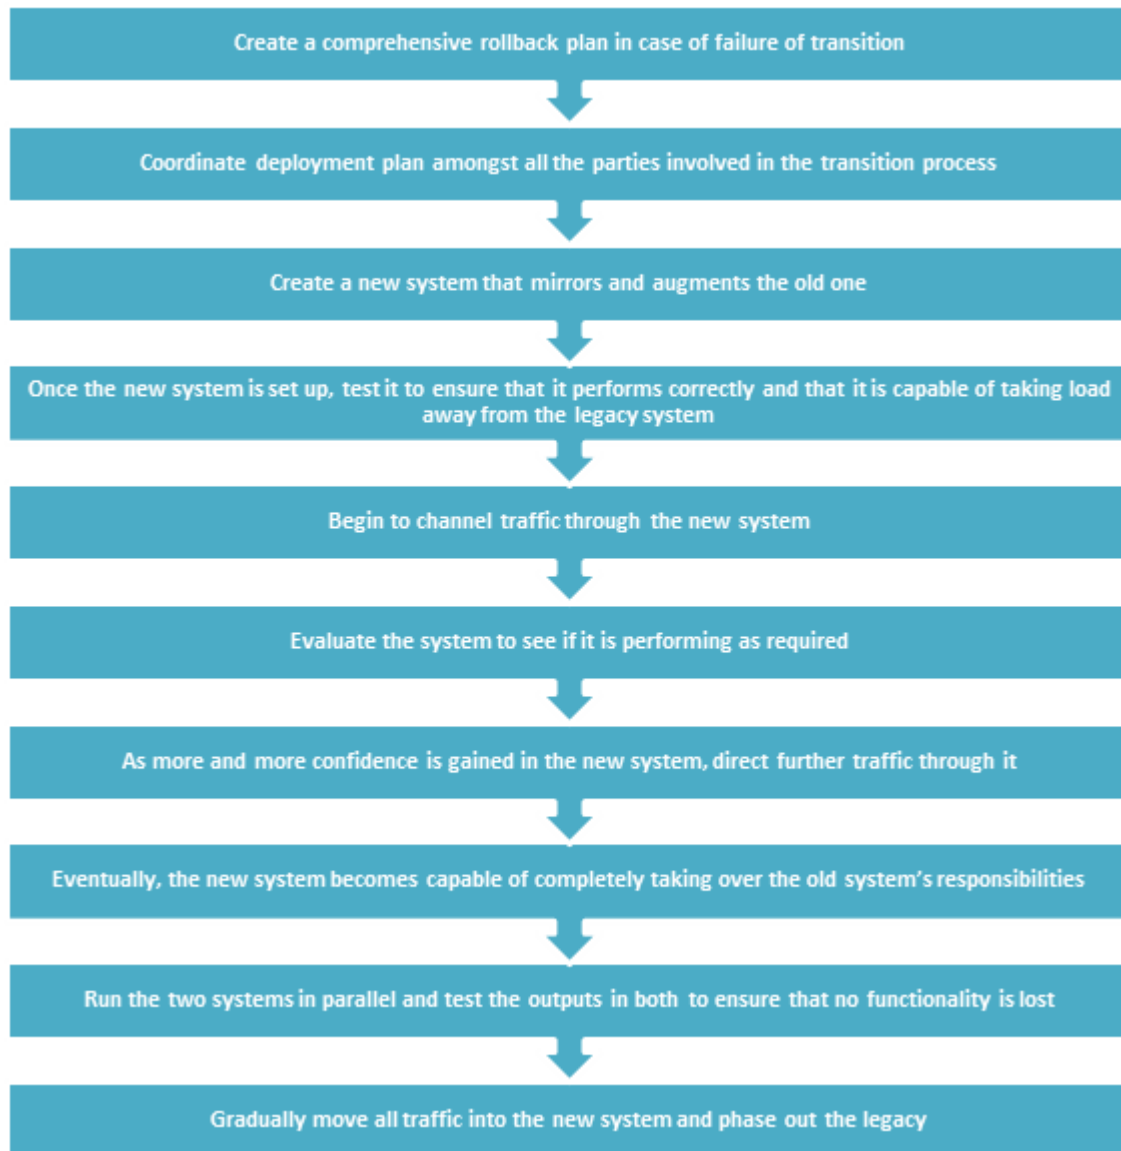 Create a comprehensive rollback plan in case of failure of transition
Coordinate deployment plan amongst all the parties involved in the transition process
Create a new system that mirrors and augments the old one
Once the new system is set up, test it to ensure that it performs correctly and that it is capable of taking load
away from the legacy system
Begin to channel traffic through the new system
Evaluate the system to see if it is performing as required
As more and more confidence is gained in the new system, direct further traffic through it
Eventually, the new system becomes capable of completely taking over the old system’s responsibilities
Run the two systems in parallel and test the outputs in both to ensure that no functionality is lost
Gradually move all traffic into the new system and phase out the legacy